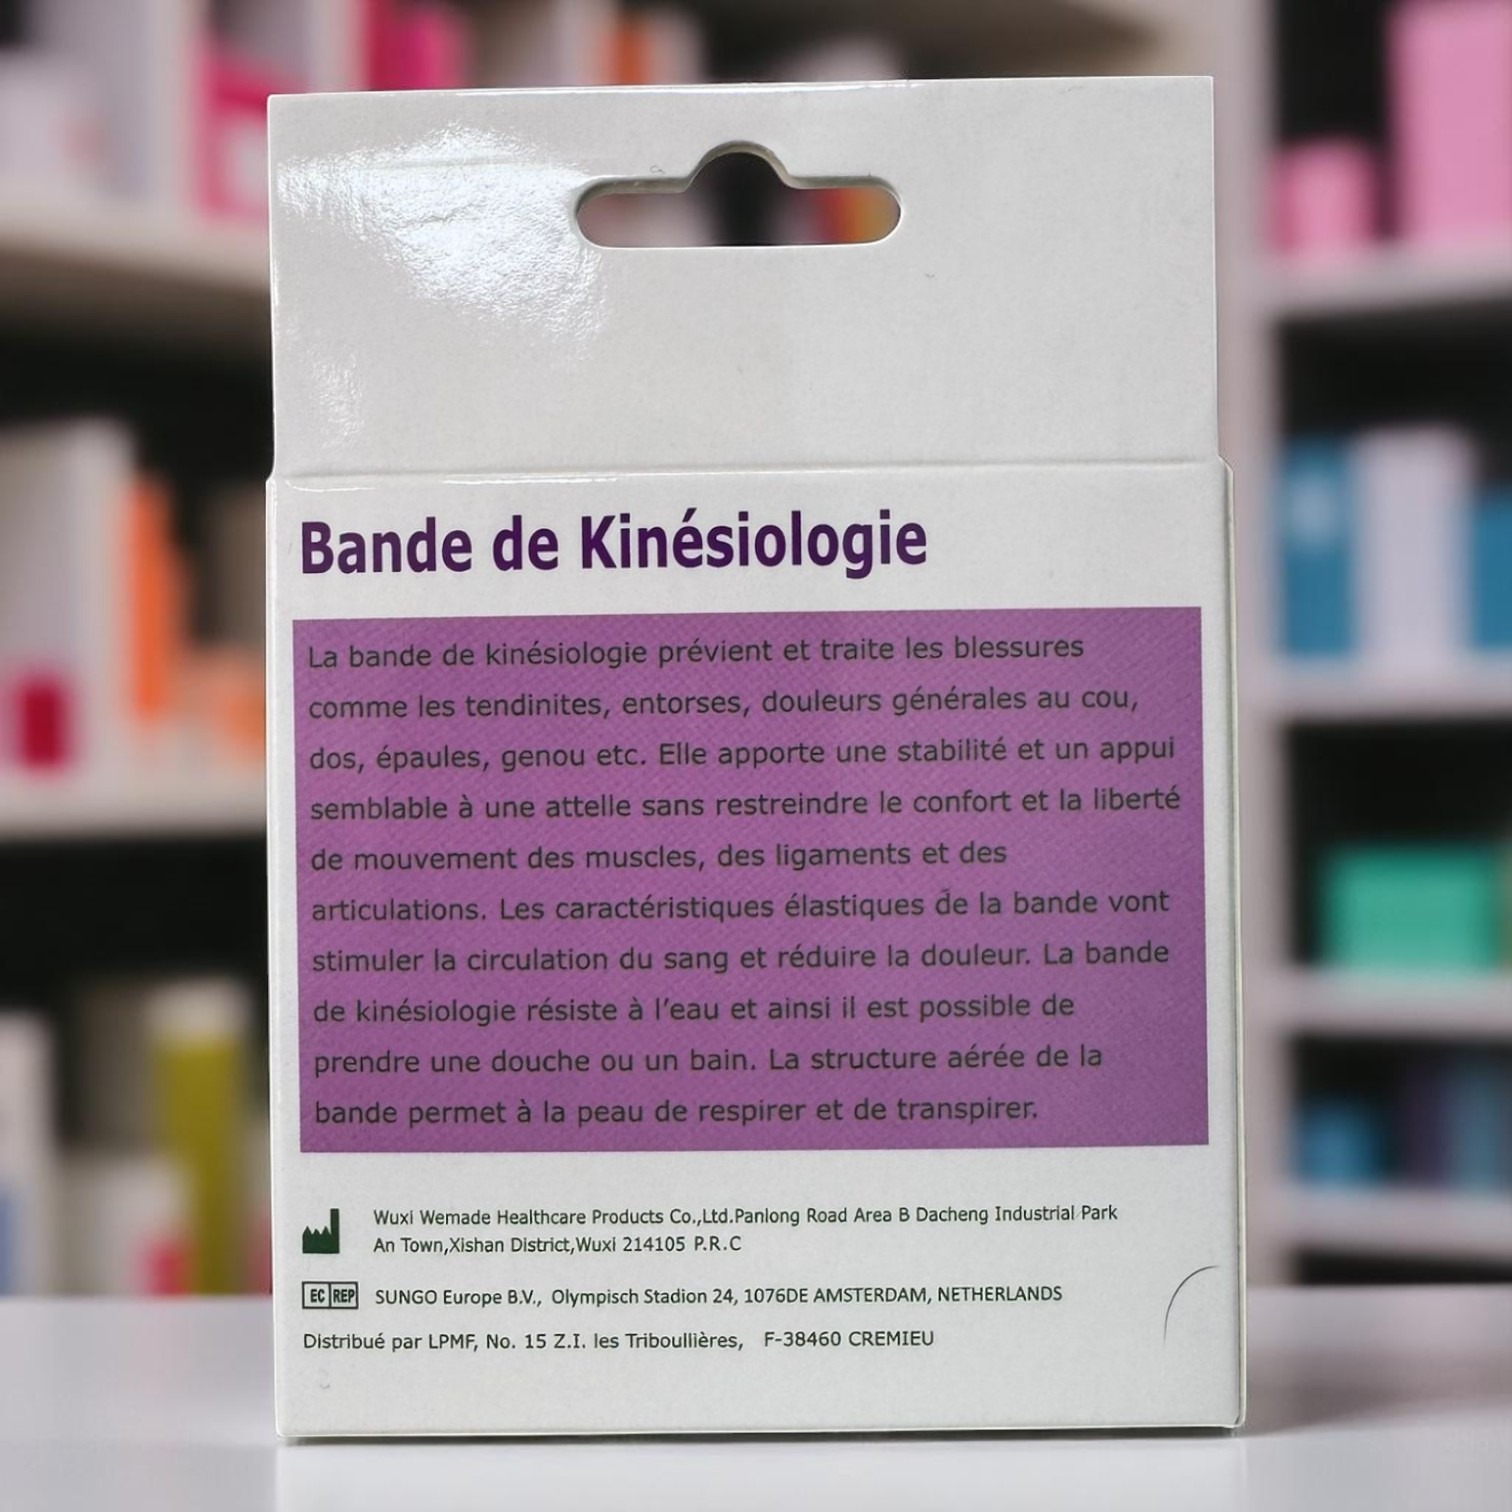 Bande de Kinésiologie
La bande de kinésiologie prévient et traite les blessures
comme les tendinites, entorses, douleurs générales au cou,
dos, épaules, genou etc. Elle apporte une stabilité et un appui
semblable à une attelle sans restreindre le confort et la liberté
de mouvement des muscles, des ligaments et des
articulations. Les caractéristiques élastiques de la bande vont
stimuler la circulation du sang et réduire la douleur. La bande
de kinésiologie résiste à l'eau et ainsi il est possible de
prendre une douche ou un bain. La structure aérée de la
bande permet à la peau de respirer et de transpirer.
Wuxi Wemade Healthcare Products Co.,Ltd.Panlong Road Area B Dacheng Industrial Park
An Town,Xishan District,Wuxi 214105 P.R.C
EC REP SUNGO Europe B.V., Olympisch Stadion 24, 1076DE AMSTERDAM, NETHERLANDS
Distribué par LPMF, No. 15 Z.I. les Triboullières, F-38460 CREMIEU